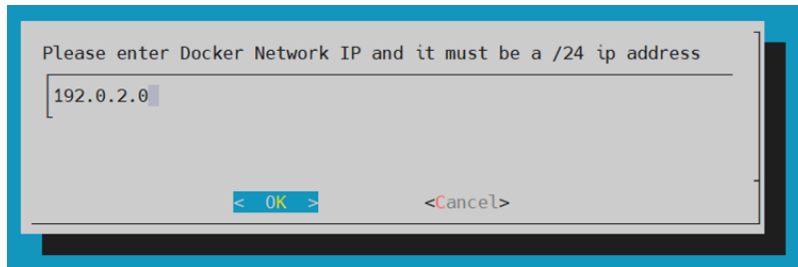 Please enter Docker Network IP and it must be a /24 ip address
192.0.2.0
< OK > <Cancel>